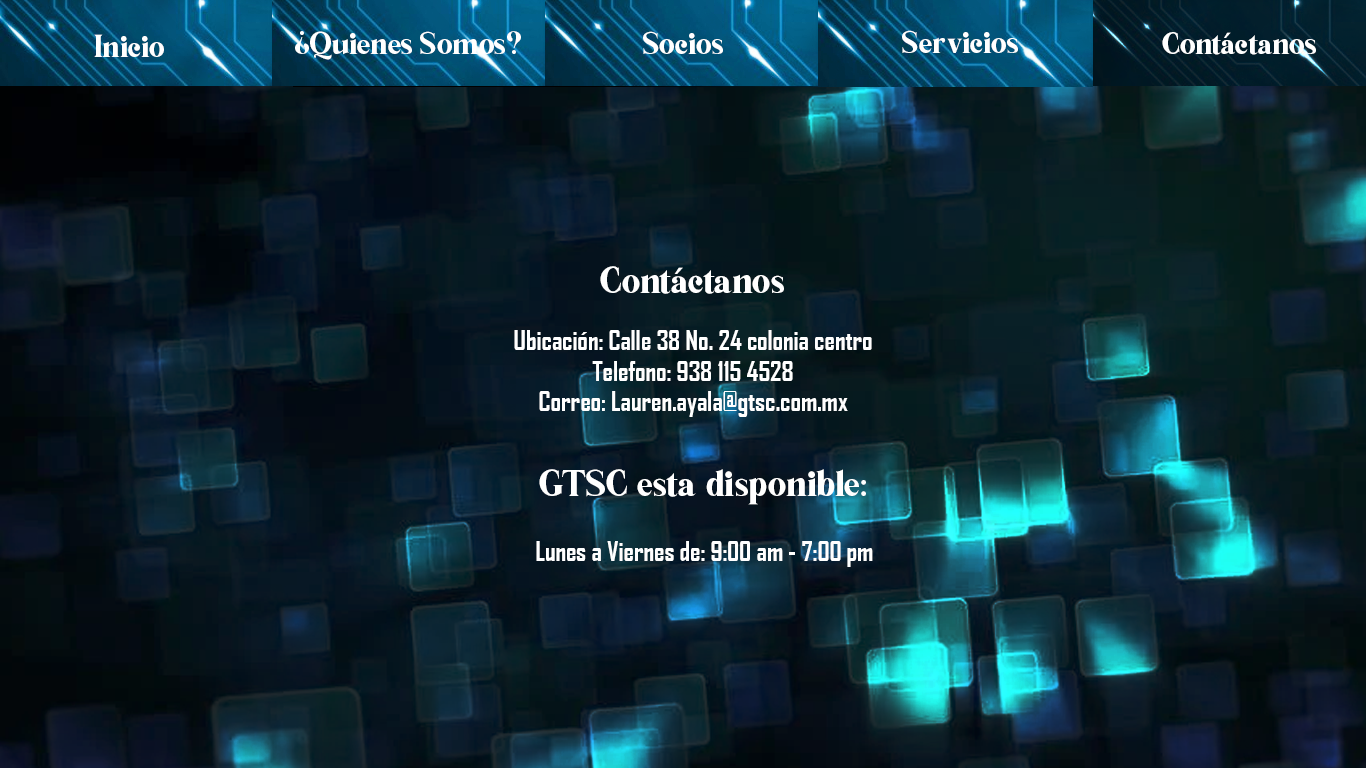 Inicio
¿Quienes Somos?
Socios
Servicios
Contáctanos
Contáctanos
Ubicación: Calle 38 No. 24 colonia centro
Telefono: 938 115 4528
Correo: Lauren.ayala@gtsc.com.mx
GTSC esta disponible:
Lunes a Viernes de: 9:00 am - 7:00 pm